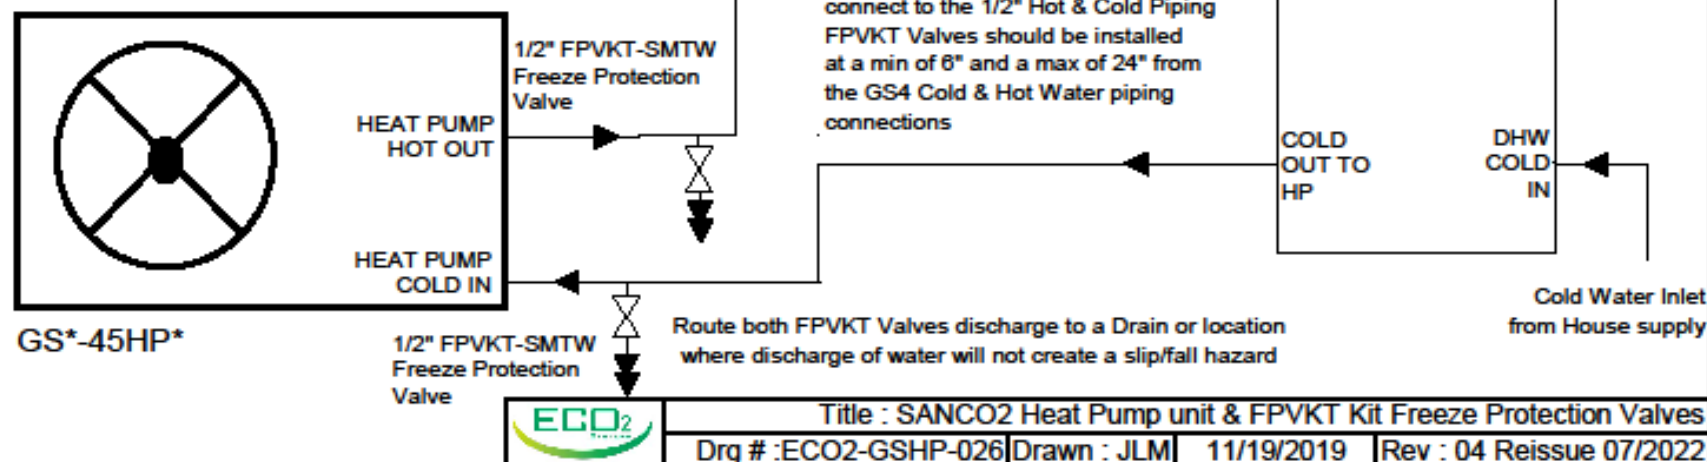 connect to the 1/2" Hot & Cold Piping
FPVKT Valves should be installed
at a min of 6" and a max of 24" from
the GS4 Cold & Hot Water piping
connections
1/2" FPVKT-SMTW
Freeze Protection
Valve
HEAT PUMP
HOT OUT
COLD
OUT TO
HP
DHW
COLD
IN
HEAT PUMP
COLD IN
Cold Water Inlet
from House supply
GS*-45HP*
1/2" FPVKT-SMTW
Freeze Protection
Valve
Route both FPVKT Valves discharge to a Drain or location
where discharge of water will not create a slip/fall hazard
ECO2
Title : SANCO2 Heat Pump unit & FPVKT Kit Freeze Protection Valves
Drg # :ECO2-GSHP-026 Drawn : JLM 11/19/2019 Rev : 04 Reissue 07/2022